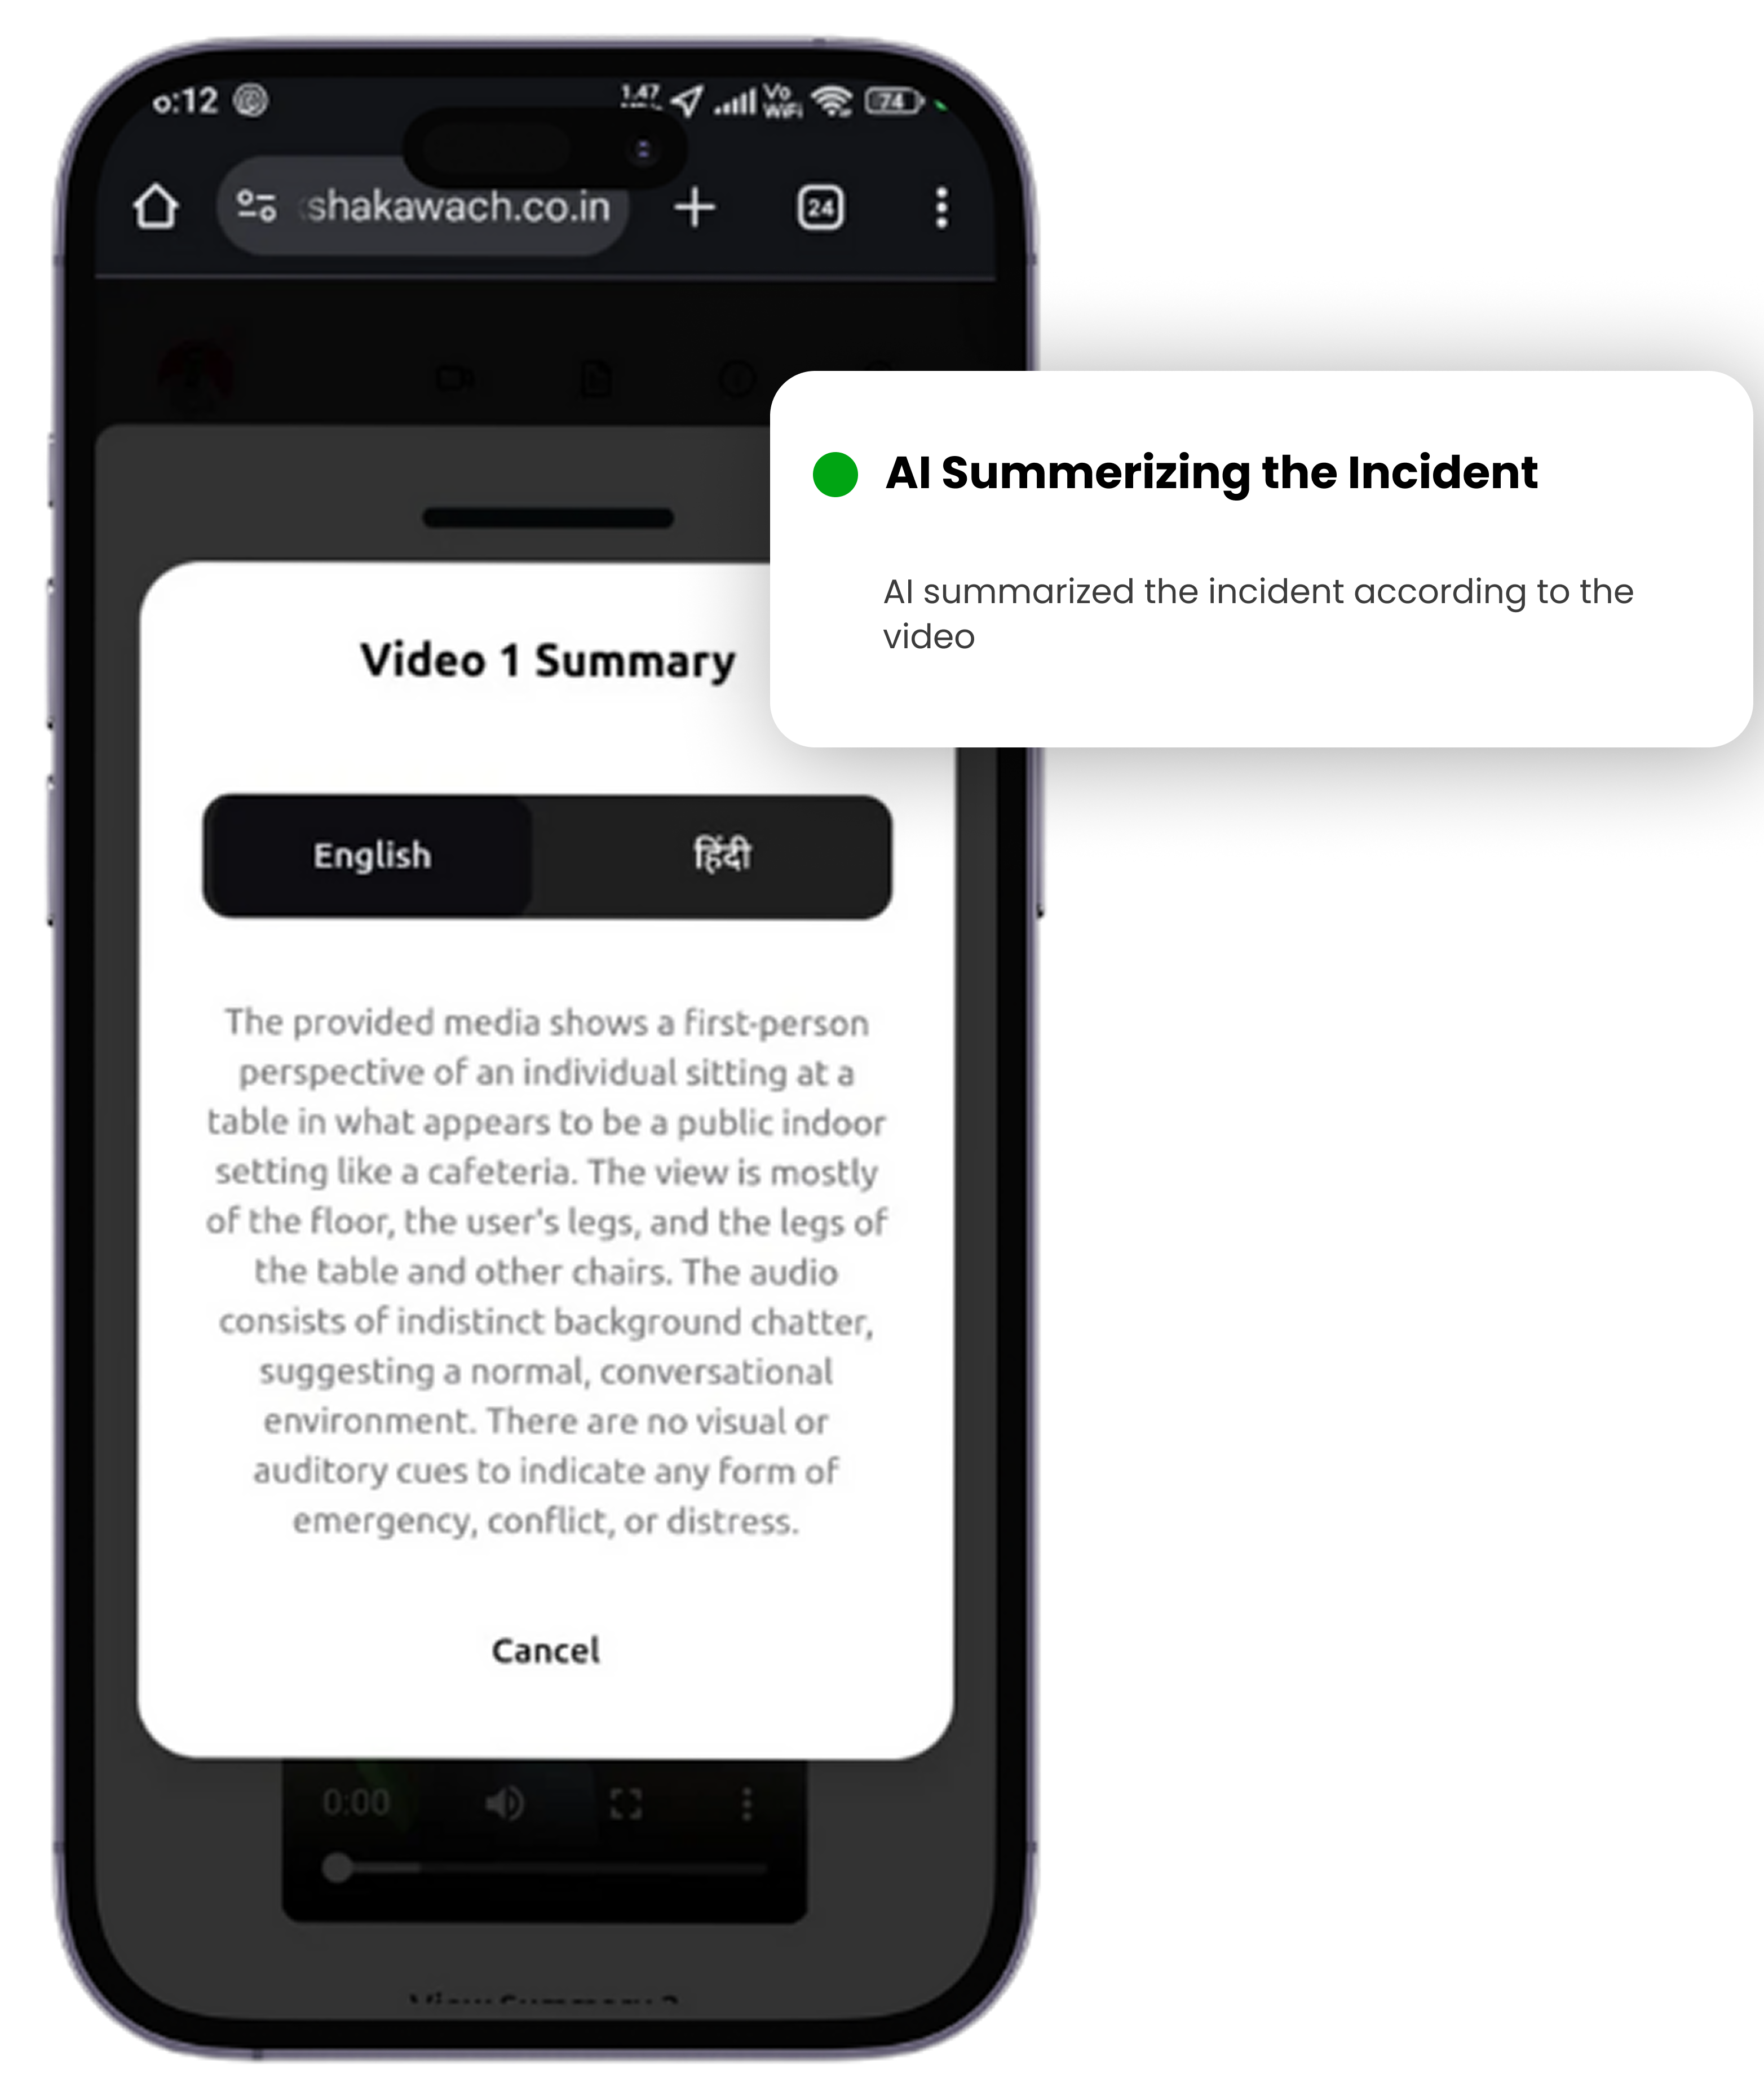 1.47 Vo WiFi 74
shakawach.co.in 24
AI Summerizing the Incident
AI summarized the incident according to the
video
Video 1 Summary
English हिंदी
The provided media shows a first-person
perspective of an individual sitting at a
table in what appears to be a public indoor
setting like a cafeteria. The view is mostly
of the floor, the user's legs, and the legs of
the table and other chairs. The audio
consists of indistinct background chatter,
suggesting a normal, conversational
environment. There are no visual or
auditory cues to indicate any form of
emergency, conflict, or distress.
Cancel
0:00
View Summary